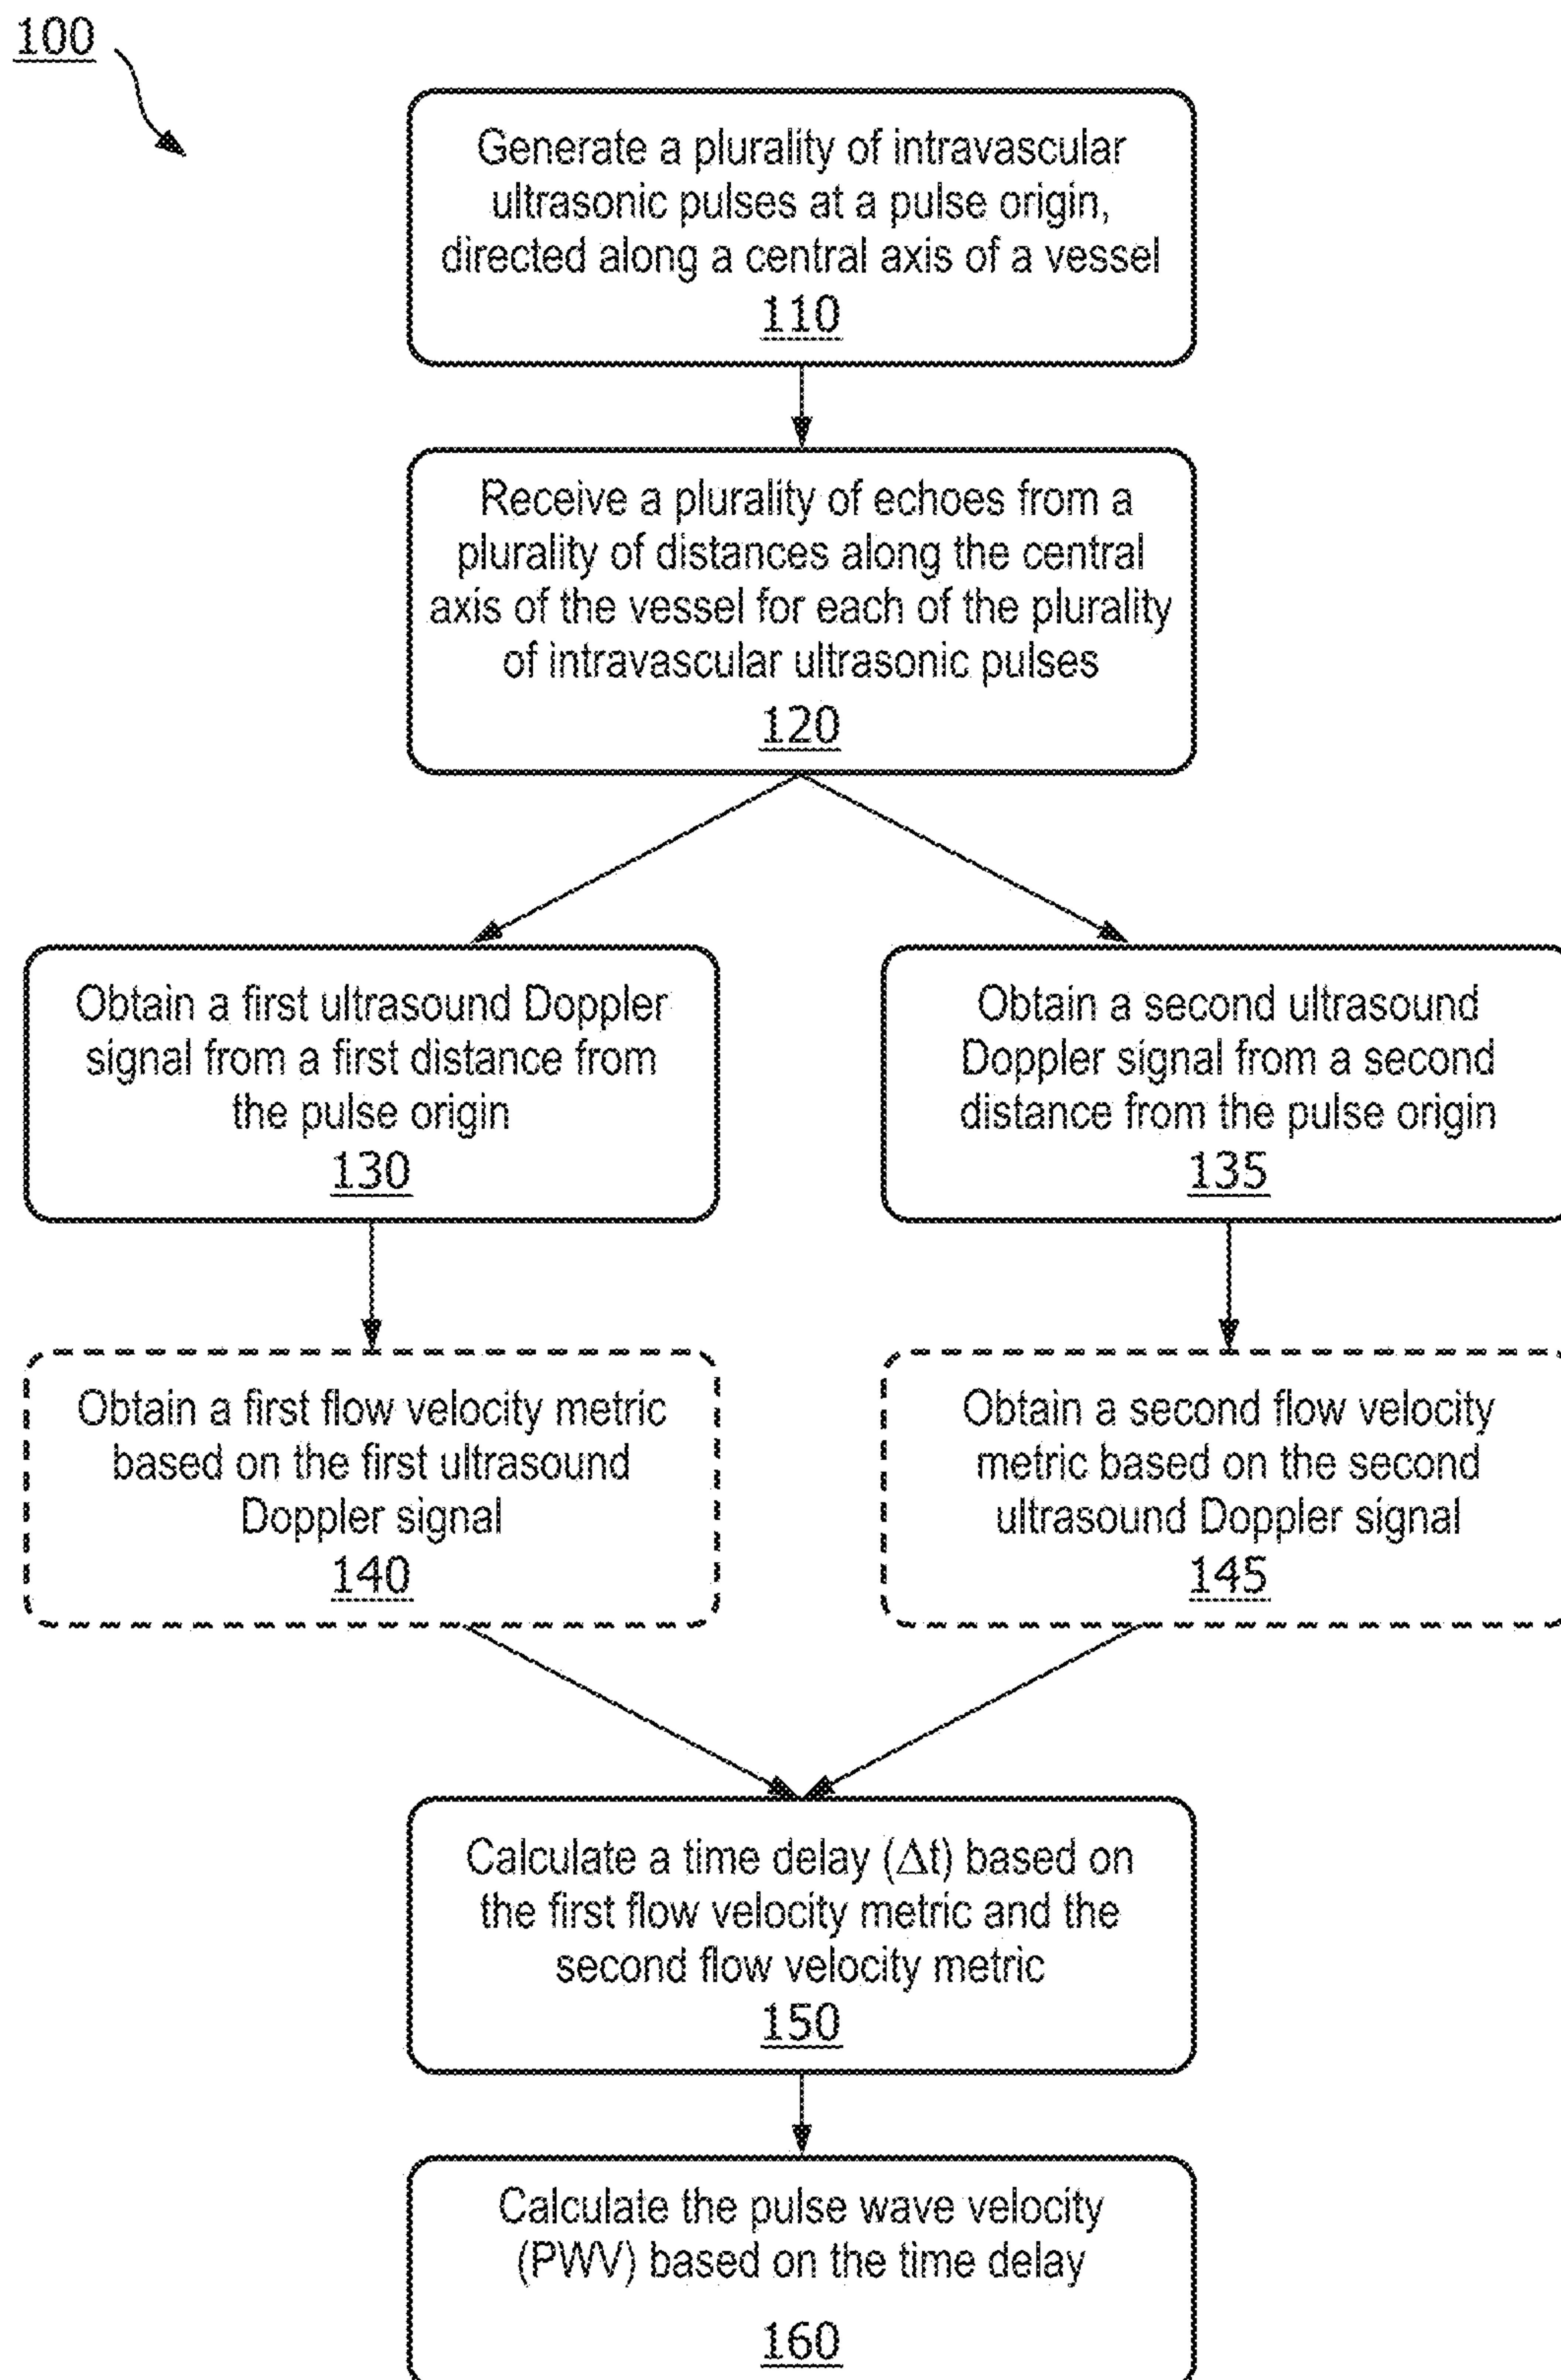 100
Generate a plurality of intravascular
ultrasonic pulses at a pulse origin,
directed along a central axis of a vessel
110
Receive a plurality of echoes from a
plurality of distances along the central
axis of the vessel for each of the plurality
of intravascular ultrasonic pulses
120
Obtain a first ultrasound Doppler
signal from a first distance from
the pulse origin
130
Obtain a second ultrasound
Doppler signal from a second
distance from the pulse origin
135
Obtain a first flow velocity metric
based on the first ultrasound
Doppler signal
140
Obtain a second flow velocity
metric based on the second
ultrasound Doppler signal
145
Calculate a time delay (Δt) based on
the first flow velocity metric and the
second flow velocity metric
150
Calculate the pulse wave velocity
(PWV) based on the time delay
160